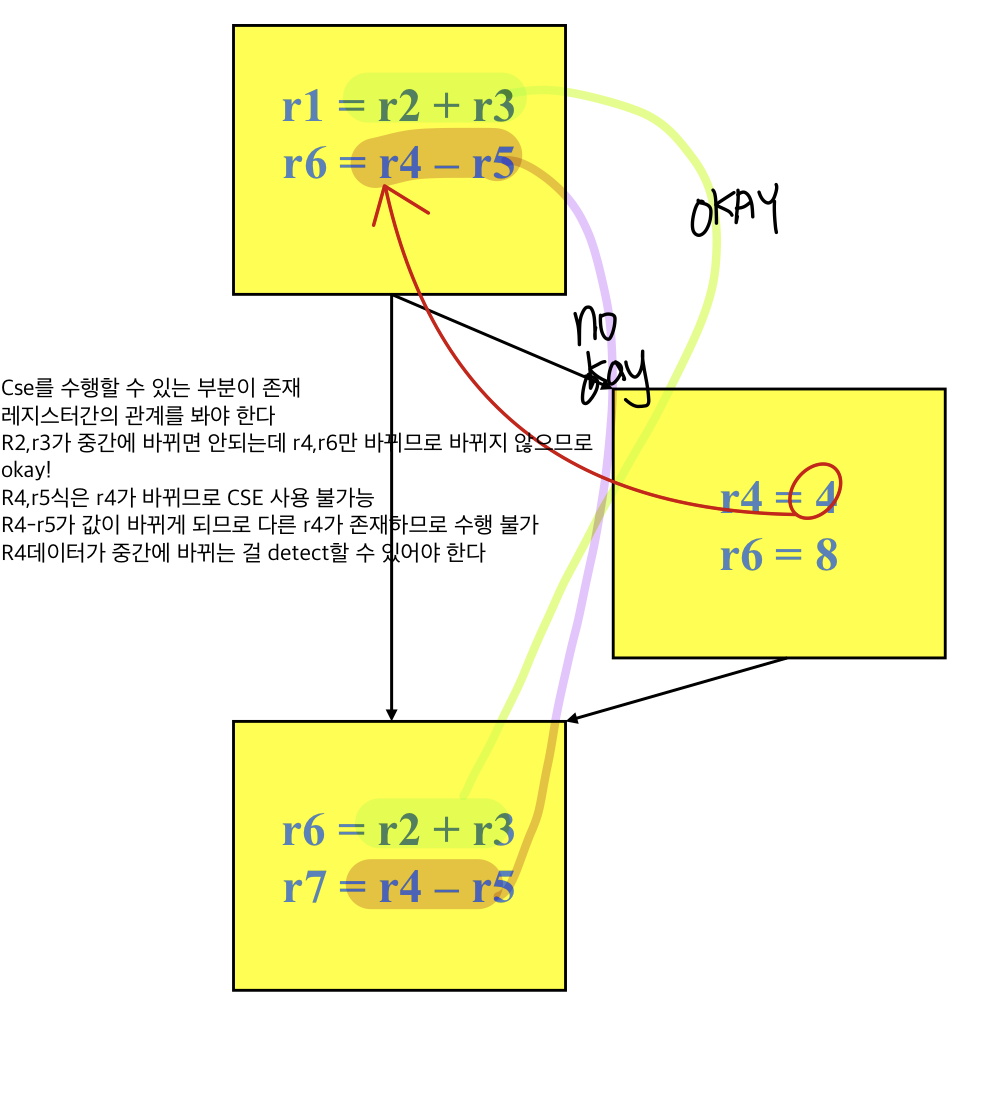 r1 = r2 + r3
r6 = r4 – r5
OKAY
no
okay
Cse를 수행할 수 있는 부분이 존재
레지스터간의 관계를 봐야 한다
R2,r3가 중간에 바뀌면 안되는데 r4,r6만 바뀌므로 바뀌지 않으므로
okay!
R4,r5식은 r4가 바뀌므로 CSE 사용 불가능
R4-r5가 값이 바뀌게 되므로 다른 r4가 존재하므로 수행 불가
R4데이터가 중간에 바뀌는 걸 detect할 수 있어야 한다
r4 = 4
r6 = 8
r6 = r2 + r3
r7 = r4 – r5